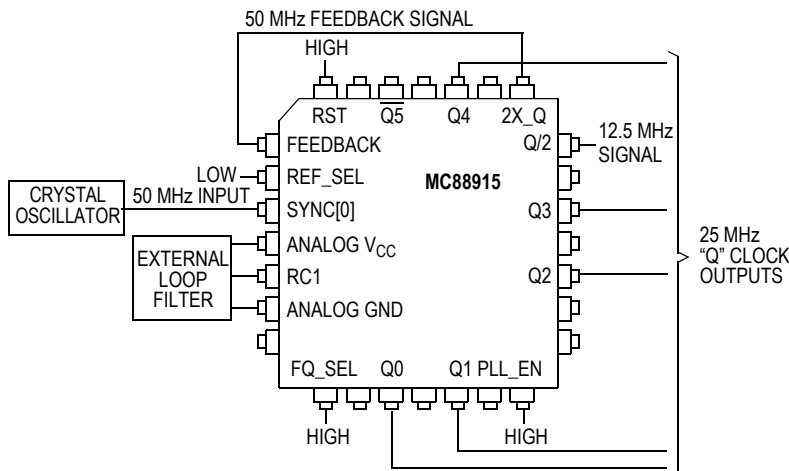 50 MHz FEEDBACK SIGNAL
HIGH
RST
Q5
Q4
2X_Q
FEEDBACK
Q/2
12.5 MHz
SIGNAL
LOW
REF_SEL
MC88915
CRYSTAL
OSCILLATOR
50 MHz INPUT
SYNC[0]
Q3
ANALOG VCC
EXTERNAL
LOOP
FILTER
RC1
Q2
25 MHz
“Q” CLOCK
OUTPUTS
ANALOG GND
FQ_SEL
Q0
Q1
PLL_EN
HIGH
HIGH